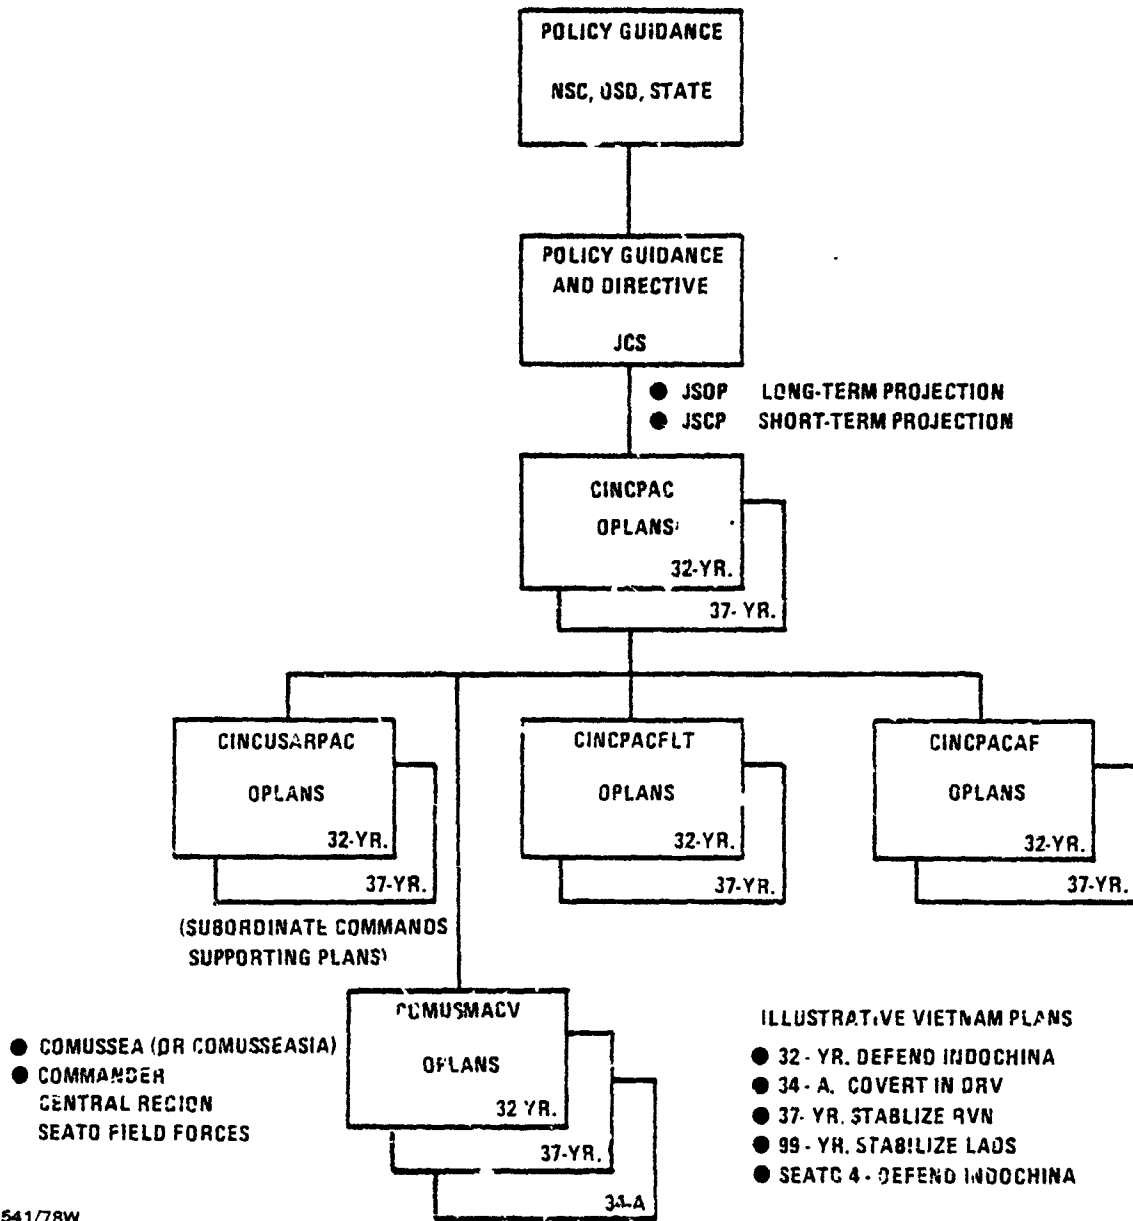 POLICY GUIDANCE
NSC, OSD, STATE
POLICY GUIDANCE
AND DIRECTIVE
JCS
● JSOP LONG-TERM PROJECTION
● JSCP SHORT-TERM PROJECTION
CINCPAC
OPLANS
32-YR.
37- YR.
CINCUSARPAC
OPLANS
32-YR.
37-YR.
CINCPACFLT
OPLANS
32-YR.
37-YR.
CINCPACAF
OPLANS
32-YR.
37-YR.
(SUBORDINATE COMMANDS
SUPPORTING PLANS)
COMUSMACV
OPLANS
32 YR.
37-YR.
34-A
● COMUSSEA (OR COMUSSEASIA)
● COMMANDER
CENTRAL REGION
SEATO FIELD FORCES
ILLUSTRATIVE VIETNAM PLANS
● 32 - YR. DEFEND INDOCHINA
● 34 - A. COVERT IN DRV
● 37- YR. STABLIZE RVN
● 99 - YR. STABILIZE LAOS
● SEATO 4 - DEFEND INDOCHINA
541/78W